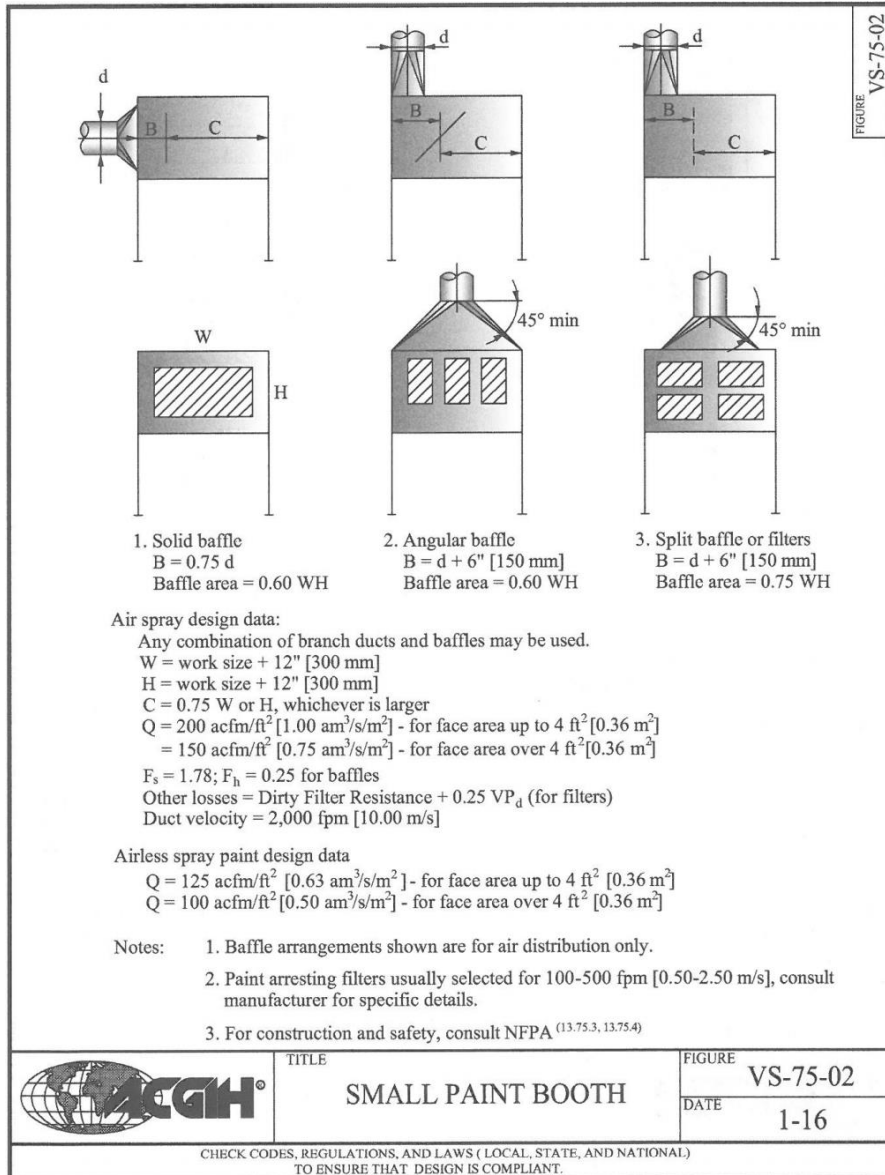 FIGURE VS-75-02
d
B
C
d
B
C
d
B
C
W
H
45° min
45° min
1. Solid baffle
B = 0.75 d
Baffle area = 0.60 WH
2. Angular baffle
B = d + 6" [150 mm]
Baffle area = 0.60 WH
3. Split baffle or filters
B = d + 6" [150 mm]
Baffle area = 0.75 WH
Air spray design data:
Any combination of branch ducts and baffles may be used.
W = work size + 12" [300 mm]
H = work size + 12" [300 mm]
C = 0.75 W or H, whichever is larger
Q = 200 acfm/ft² [1.00 am³/s/m²] - for face area up to 4 ft² [0.36 m²]
= 150 acfm/ft² [0.75 am³/s/m²] - for face area over 4 ft² [0.36 m²]
Fs = 1.78; Fh = 0.25 for baffles
Other losses = Dirty Filter Resistance + 0.25 VPd (for filters)
Duct velocity = 2,000 fpm [10.00 m/s]
Airless spray paint design data
Q = 125 acfm/ft² [0.63 am³/s/m²] - for face area up to 4 ft² [0.36 m²]
Q = 100 acfm/ft² [0.50 am³/s/m²] - for face area over 4 ft² [0.36 m²]
Notes: 1. Baffle arrangements shown are for air distribution only.
2. Paint arresting filters usually selected for 100-500 fpm [0.50-2.50 m/s], consult
manufacturer for specific details.
3. For construction and safety, consult NFPA (13.75.3, 13.75.4)
ACGIH®
TITLE
SMALL PAINT BOOTH
FIGURE
VS-75-02
DATE
1-16
CHECK CODES, REGULATIONS, AND LAWS ( LOCAL, STATE, AND NATIONAL)
TO ENSURE THAT DESIGN IS COMPLIANT.